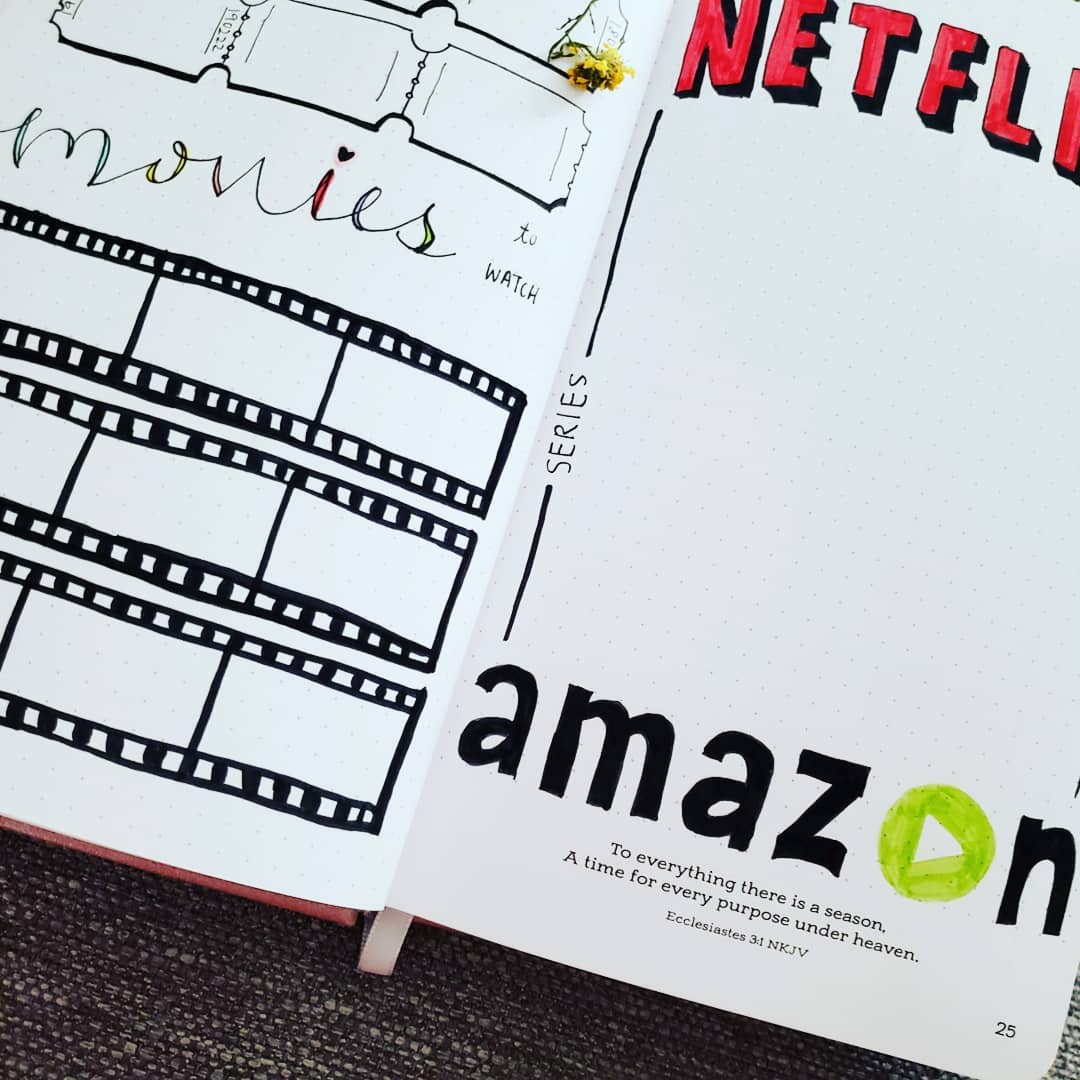 190222
movies
to
WATCH
NETFLI
SERIES
amazon
To everything there is a season,
A time for every purpose under heaven.
Ecclesiastes 3:1 NKJV
25